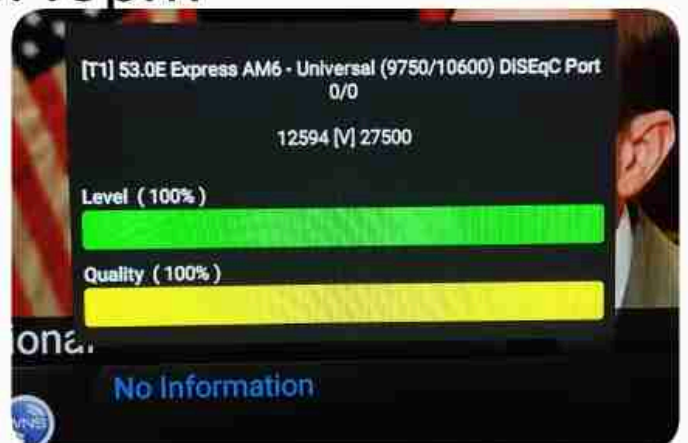 [T1] 53.0E Express AM6 - Universal (9750/10600) DiSEqC Port
0/0
12594 [V] 27500
Level ( 100% )
Quality ( 100% )
No Information